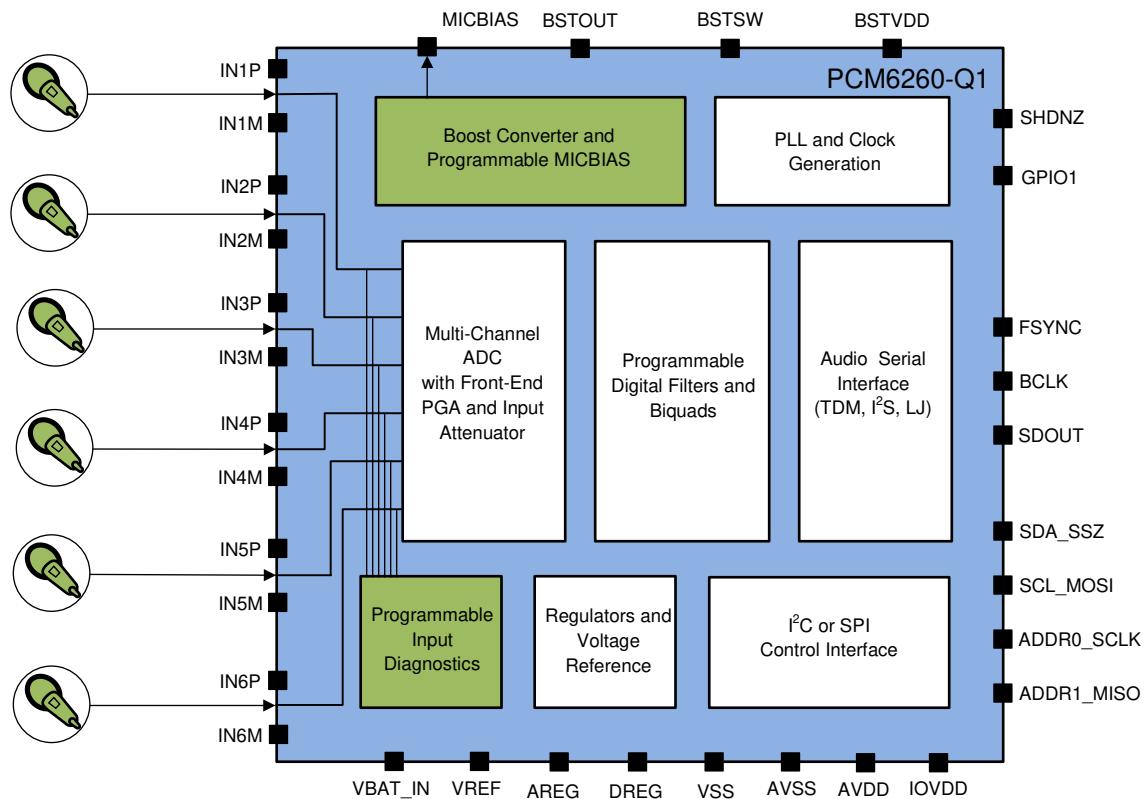 MICBIAS
BSTOUT
BSTSW
BSTVDD
PCM6260-Q1
IN1P
IN1M
IN2P
IN2M
IN3P
IN3M
IN4P
IN4M
IN5P
IN5M
IN6P
IN6M
Boost Converter and
Programmable MICBIAS
PLL and Clock
Generation
Multi-Channel
ADC
with Front-End
PGA and Input
Attenuator
Programmable
Digital Filters and
Biquads
Audio Serial
Interface
(TDM, I²S, LJ)
Programmable
Input
Diagnostics
Regulators and
Voltage
Reference
I²C or SPI
Control Interface
SHDNZ
GPIO1
FSYNC
BCLK
SDOUT
SDA_SSZ
SCL_MOSI
ADDR0_SCLK
ADDR1_MISO
VBAT_IN
VREF
AREG
DREG
VSS
AVSS
AVDD
IOVDD